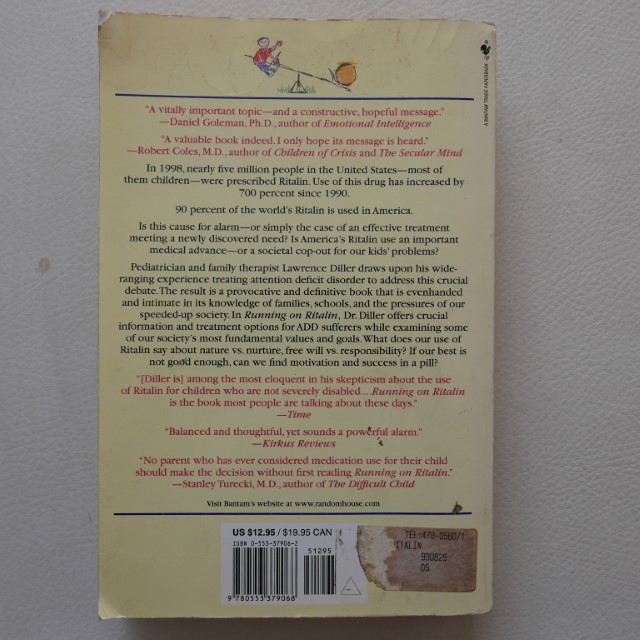 A BANTAM TRADE PAPERBACK
"A vitally important topic—and a constructive, hopeful message."
—Daniel Goleman, Ph.D., author of Emotional Intelligence
"A valuable book indeed. I only hope its message is heard."
—Robert Coles, M.D., author of Children of Crisis and The Secular Mind
In 1998, nearly five million people in the United States—most of
them children—were prescribed Ritalin. Use of this drug has increased by
700 percent since 1990.
90 percent of the world's Ritalin is used in America.
Is this cause for alarm—or simply the case of an effective treatment
meeting a newly discovered need? Is America's Ritalin use an important
medical advance—or a societal cop-out for our kids' problems?
Pediatrician and family therapist Lawrence Diller draws upon his wide-
ranging experience treating attention deficit disorder to address this crucial
debate. The result is a provocative and definitive book that is evenhanded
and intimate in its knowledge of families, schools, and the pressures of our
speeded-up society. In Running on Ritalin, Dr. Diller offers crucial
information and treatment options for ADD sufferers while examining some
of our society's most fundamental values and goals. What does our use of
Ritalin say about nature vs. nurture, free will vs. responsibility? If our best is
not good enough, can we find motivation and success in a pill?
"[Diller is] among the most eloquent in his skepticism about the use
of Ritalin for children who are not severely disabled....Running on Ritalin
is the book most people are talking about these days."
—Time
"Balanced and thoughtful, yet sounds a powerful alarm."
—Kirkus Reviews
"No parent who has ever considered medication use for their child
should make the decision without first reading Running on Ritalin."
—Stanley Turecki, M.D., author of The Difficult Child
Visit Bantam's website at www.randomhouse.com
US $12.95 / $19.95 CAN
ISBN 0-553-37906-2
51295
9 780553 379068
TEL:478-0560/1
ITALIN
990826
05